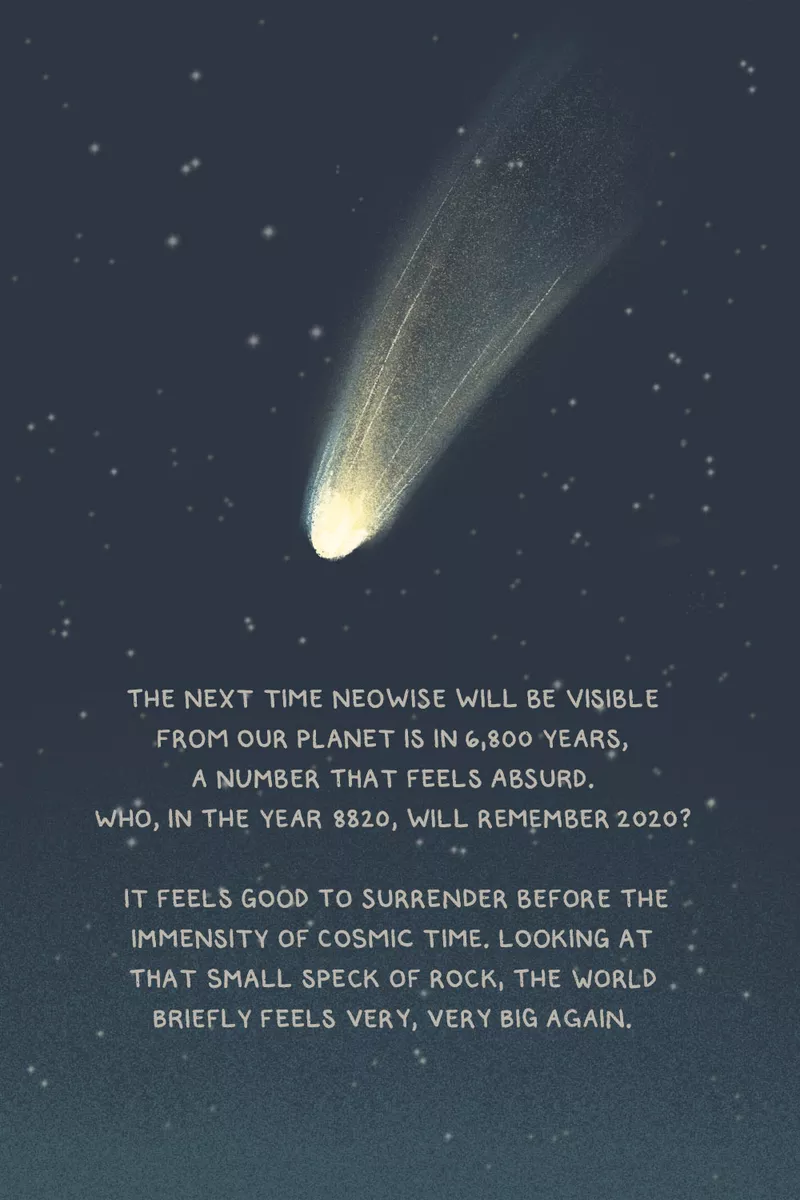 THE NEXT TIME NEOWISE WILL BE VISIBLE
FROM OUR PLANET IS IN 6,800 YEARS,
A NUMBER THAT FEELS ABSURD.
WHO, IN THE YEAR 8820, WILL REMEMBER 2020?
IT FEELS GOOD TO SURRENDER BEFORE THE
IMMENSITY OF COSMIC TIME. LOOKING AT
THAT SMALL SPECK OF ROCK, THE WORLD
BRIEFLY FEELS VERY, VERY BIG AGAIN.